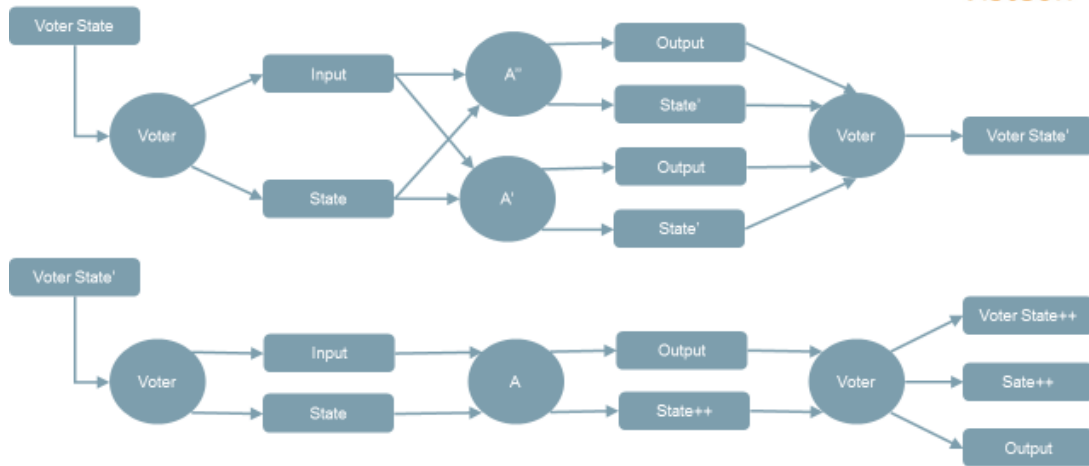 Voter State
Voter
Input
State
A"
A'
Output
State'
Output
State'
Voter
Voter State'
Voter State'
Voter
Input
State
A
Output
State++
Voter
Voter State++
Sate++
Output